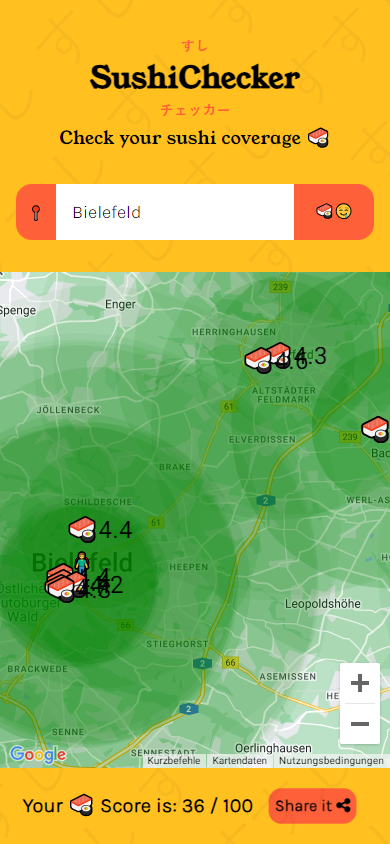 すし
SushiChecker
チェッカー
Check your sushi coverage
Bielefeld
239
Spenge
Enger
HERRINGHAUSEN
4.3
4.6
ALTSTÄDTER
FELDMARK
JÖLLENBECK
61
ELVERDISSEN
239
Bad
BRAKE
2
WERL-AS
SCHILDESCHE
4.4
61
Bielefeld
HEEPEN
Östliche
utoburger
Wald
4.2
4.8
Leopoldshöhe
66
STIEGHORST
2
66
BRACKWEDE
ASEMISSEN
HE
2
SENNE
SENNESTADT
Oerlinghausen
Google
Kurzbefehle
Kartendaten
Nutzungsbedingungen
Your Score is: 36 / 100
Share it